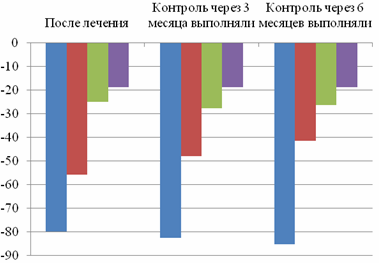 После лечения
Контроль через 3
месяца выполняли
Контроль через 6
месяцев выполняли
0
-10
-20
-30
-40
-50
-60
-70
-80
-90